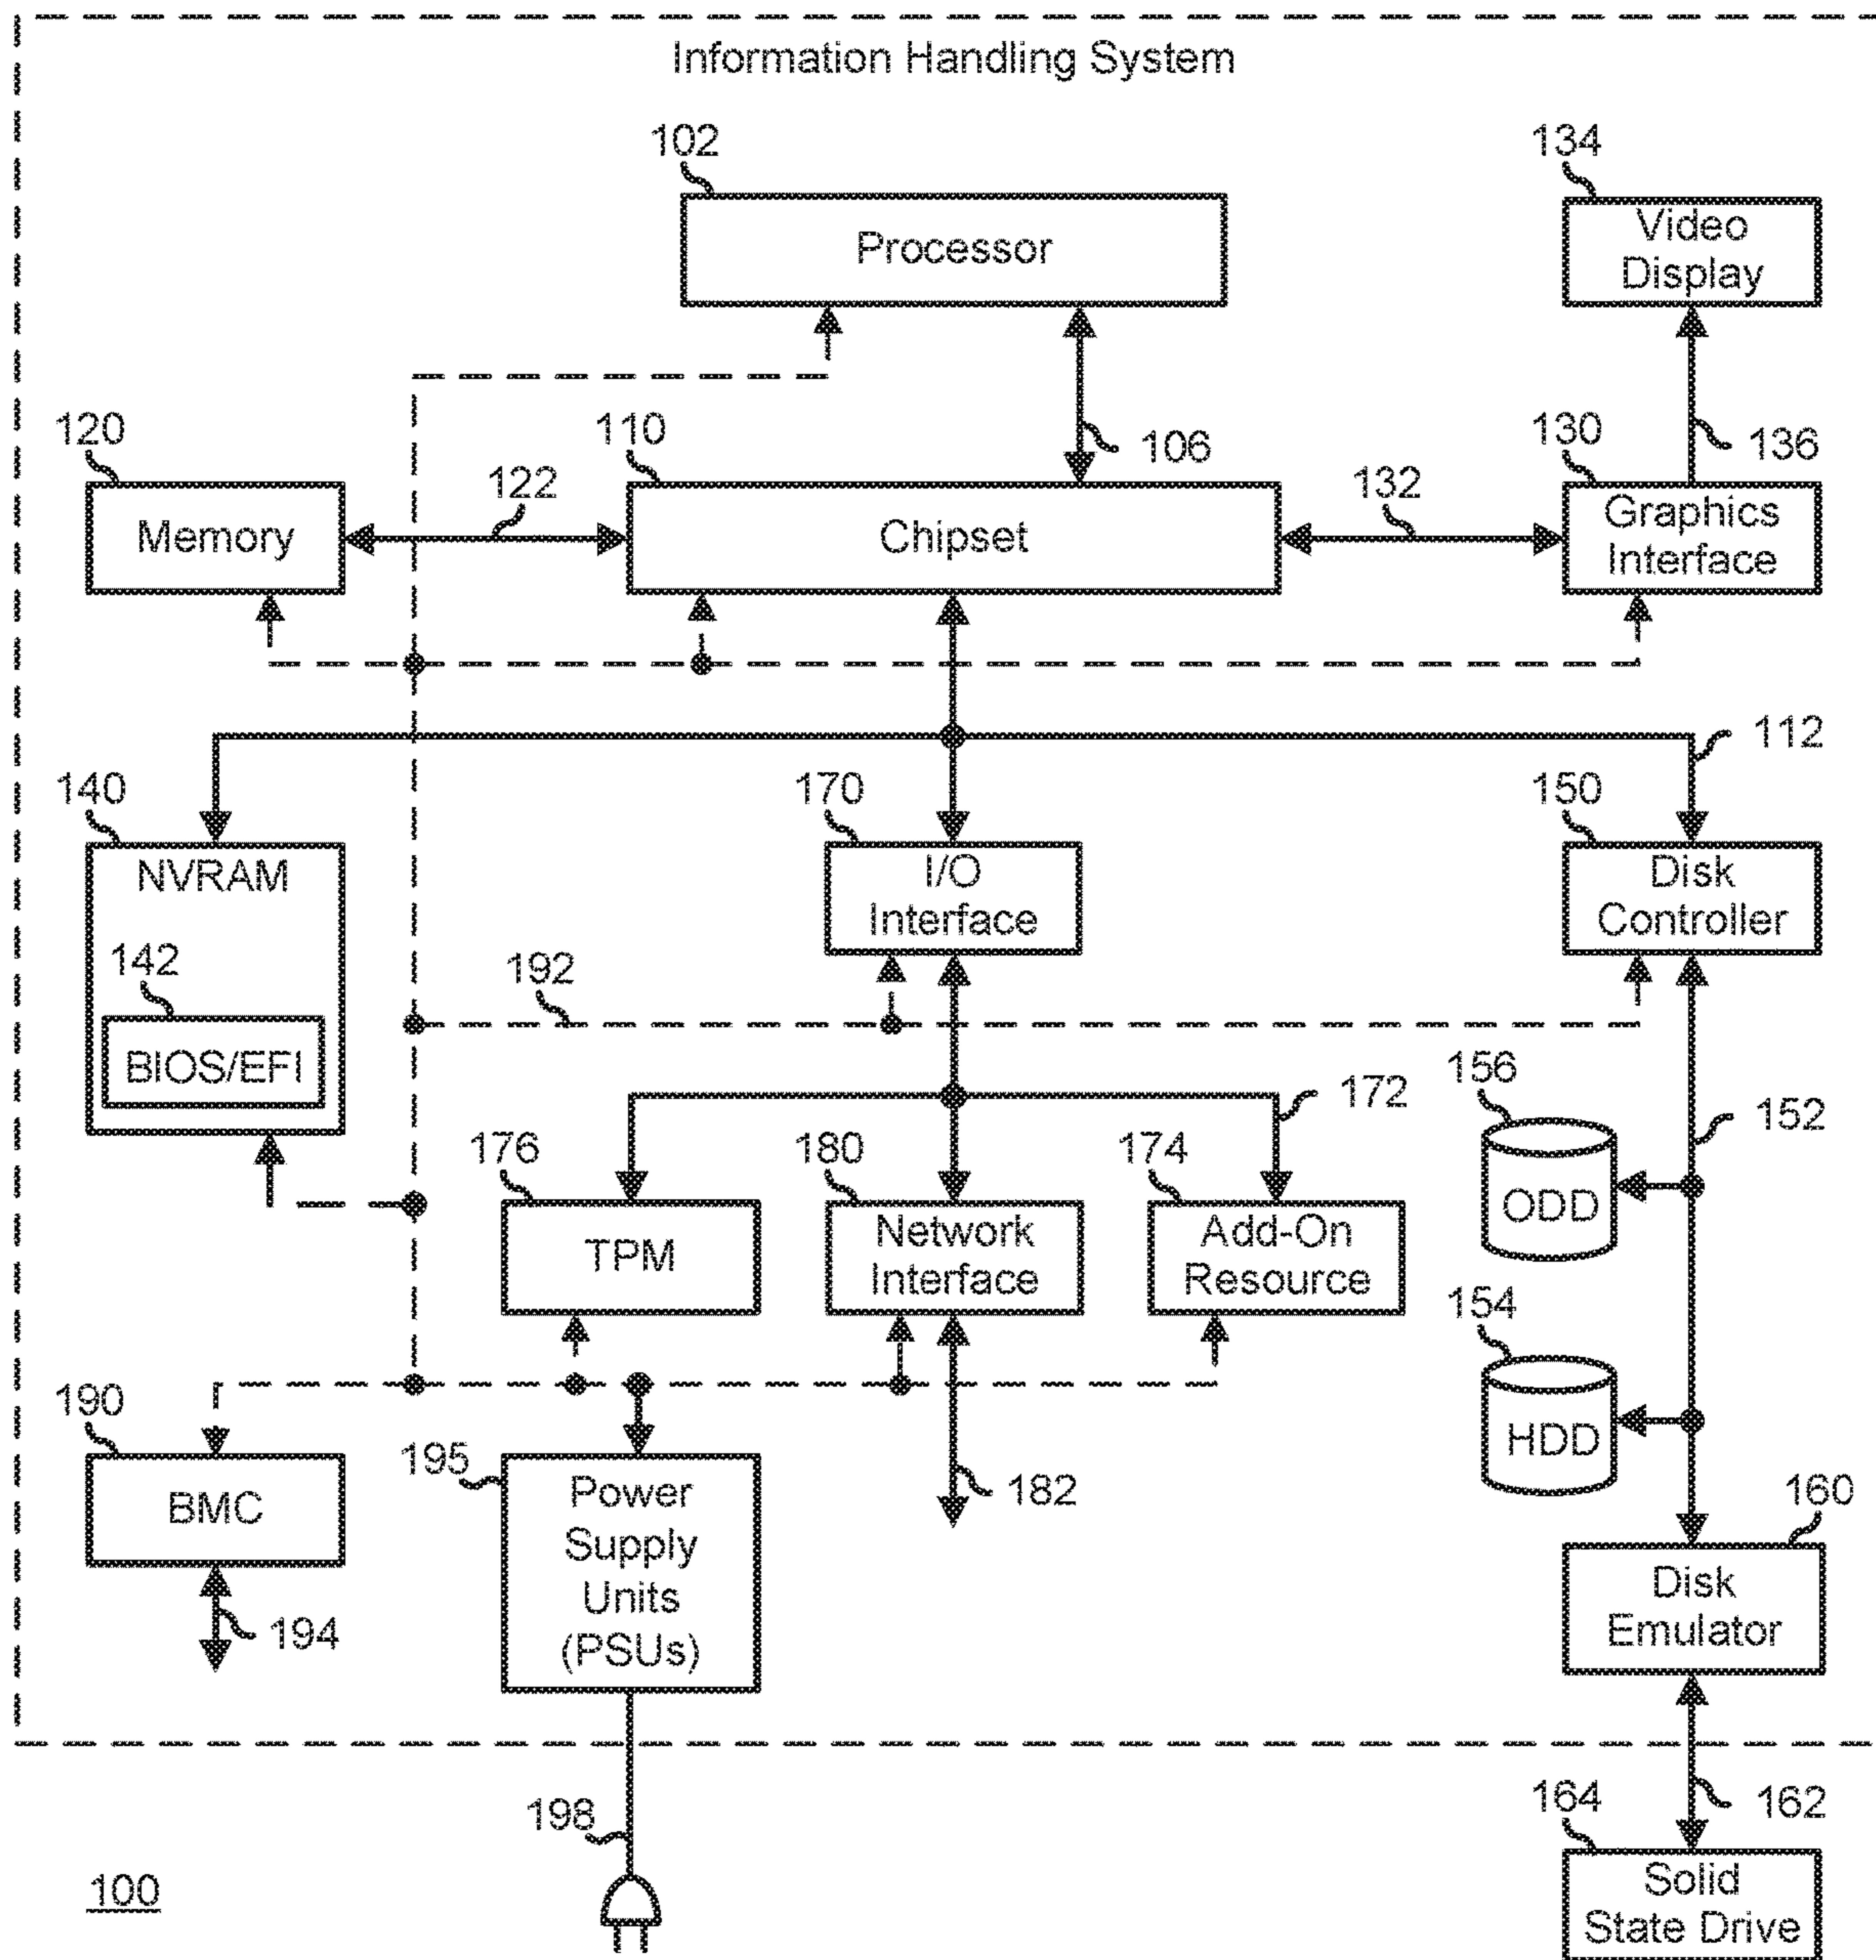 Information Handling System
102
134
Processor
Video
Display
120
110
106
130
136
122
132
Memory
Chipset
Graphics
Interface
112
140
170
150
NVRAM
I/O
Interface
Disk
Controller
142
192
BIOS/EFI
156
172
152
176
180
174
ODD
TPM
Network
Interface
Add-On
Resource
154
190
195
HDD
182
160
BMC
Power
Supply
Units
(PSUs)
194
Disk
Emulator
198
164
162
100
Solid
State Drive